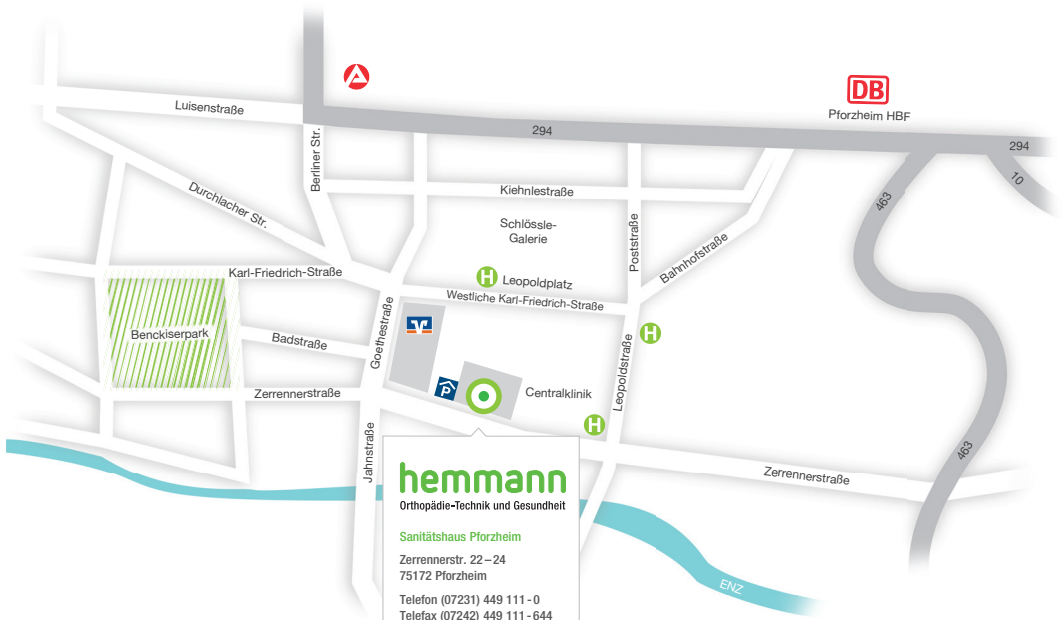 DB
Pforzheim HBF
Luisenstraße
294
294
Berliner Str.
10
Kiehnlestraße
463
Durchlacher Str.
Schlössle-
Galerie
Poststraße
Bahnhofstraße
Karl-Friedrich-Straße
H Leopoldplatz
Westliche Karl-Friedrich-Straße
Goethestraße
Benckiserpark
Badstraße
H
Leopoldstraße
P
Zerrennerstraße
Centralklinik
H
Jahnstraße
463
Zerrennerstraße
hemmann
Orthopädie-Technik und Gesundheit
Sanitätshaus Pforzheim
Zerrennerstr. 22–24
75172 Pforzheim
Telefon (07231) 449 111-0
Telefax (07242) 449 111-644
ENZ